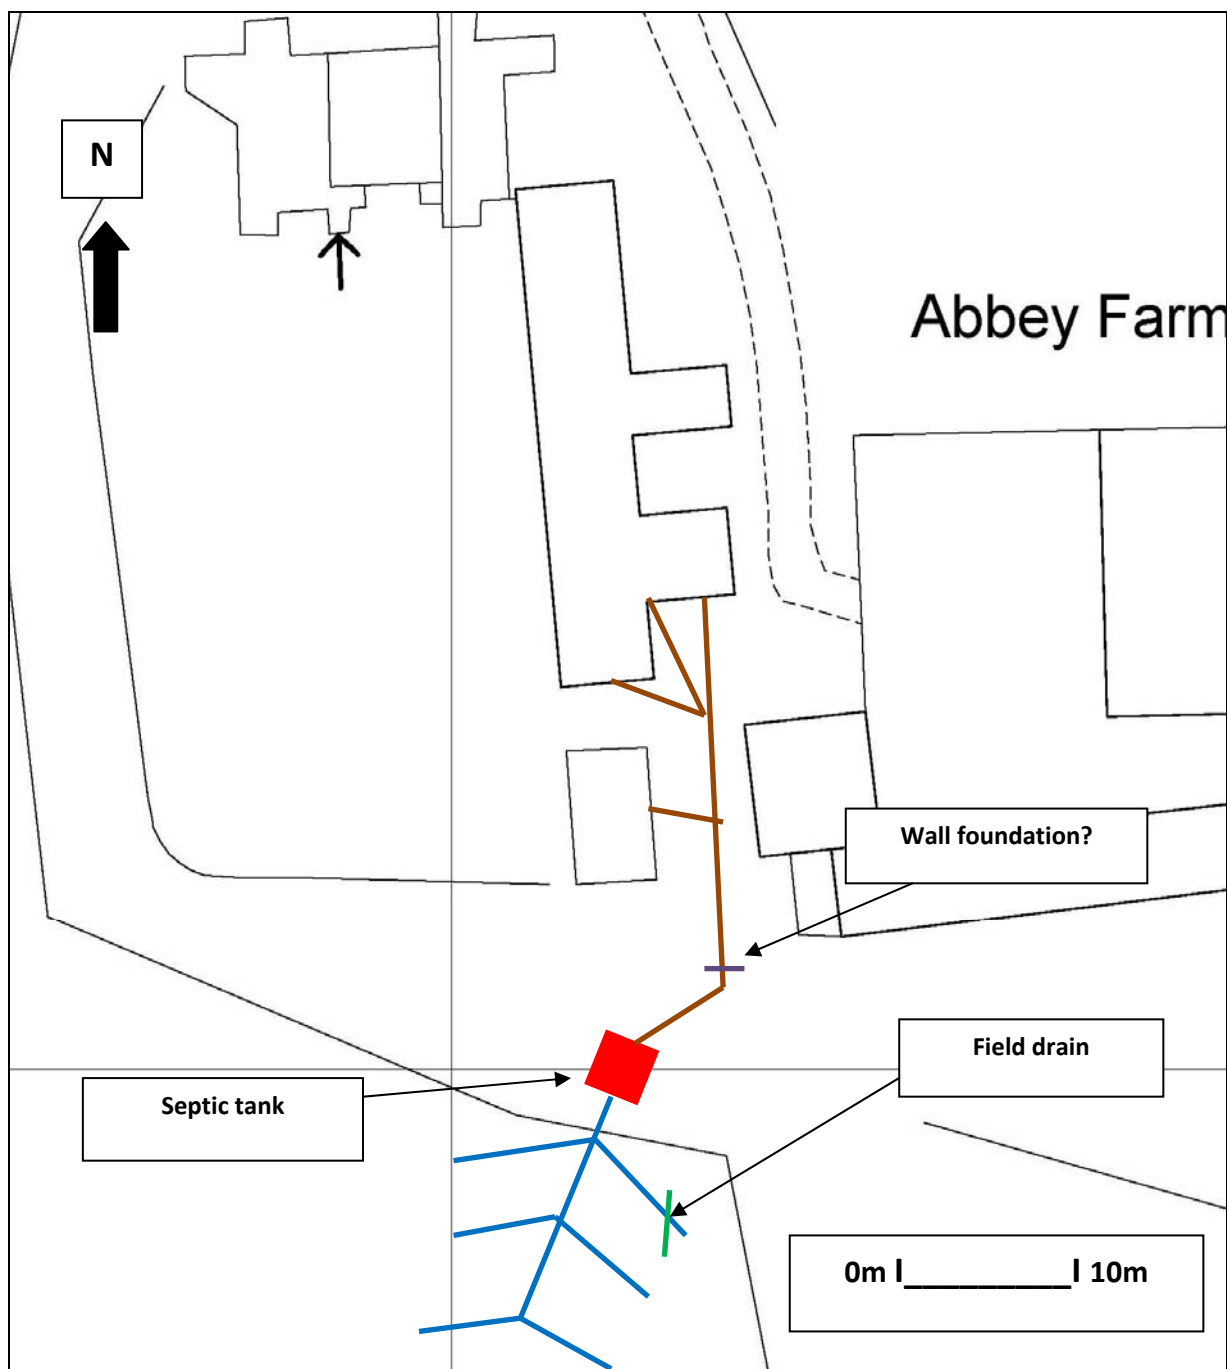 N
Abbey Farm
Wall foundation?
Field drain
Septic tank
0m I__________I 10m